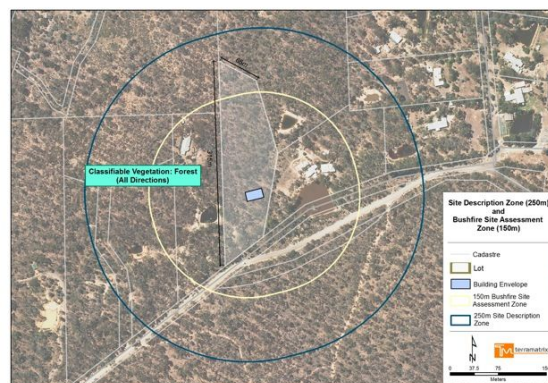 Classifiable Vegetation: Forest
(All Directions)
Site Description Zone (250m)
and
Bushfire Site Assessment
Zone (150m)
Cadastre
Lot
Building Envelope
150m Bushfire Site
Assessment Zone
250m Site Description
Zone
N
TM terramatrix
0 37.5 75
Meters